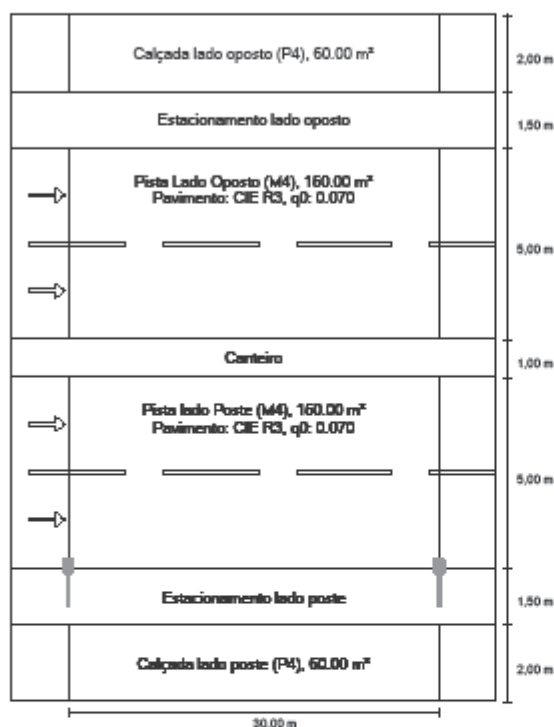 Calçada lado oposto (P4), 60.00 m²
2,00 m
Estacionamento lado oposto
1,50 m
Pista Lado Oposto (M4), 150.00 m²
Pavimento: CIE R3, q0: 0.070
5,00 m
Canteiro
1,00 m
Pista lado Poste (M4), 150.00 m²
Pavimento: CIE R3, q0: 0.070
5,00 m
Estacionamento lado poste
1,50 m
Calçada lado poste (P4), 60.00 m²
2,00 m
30.00 m